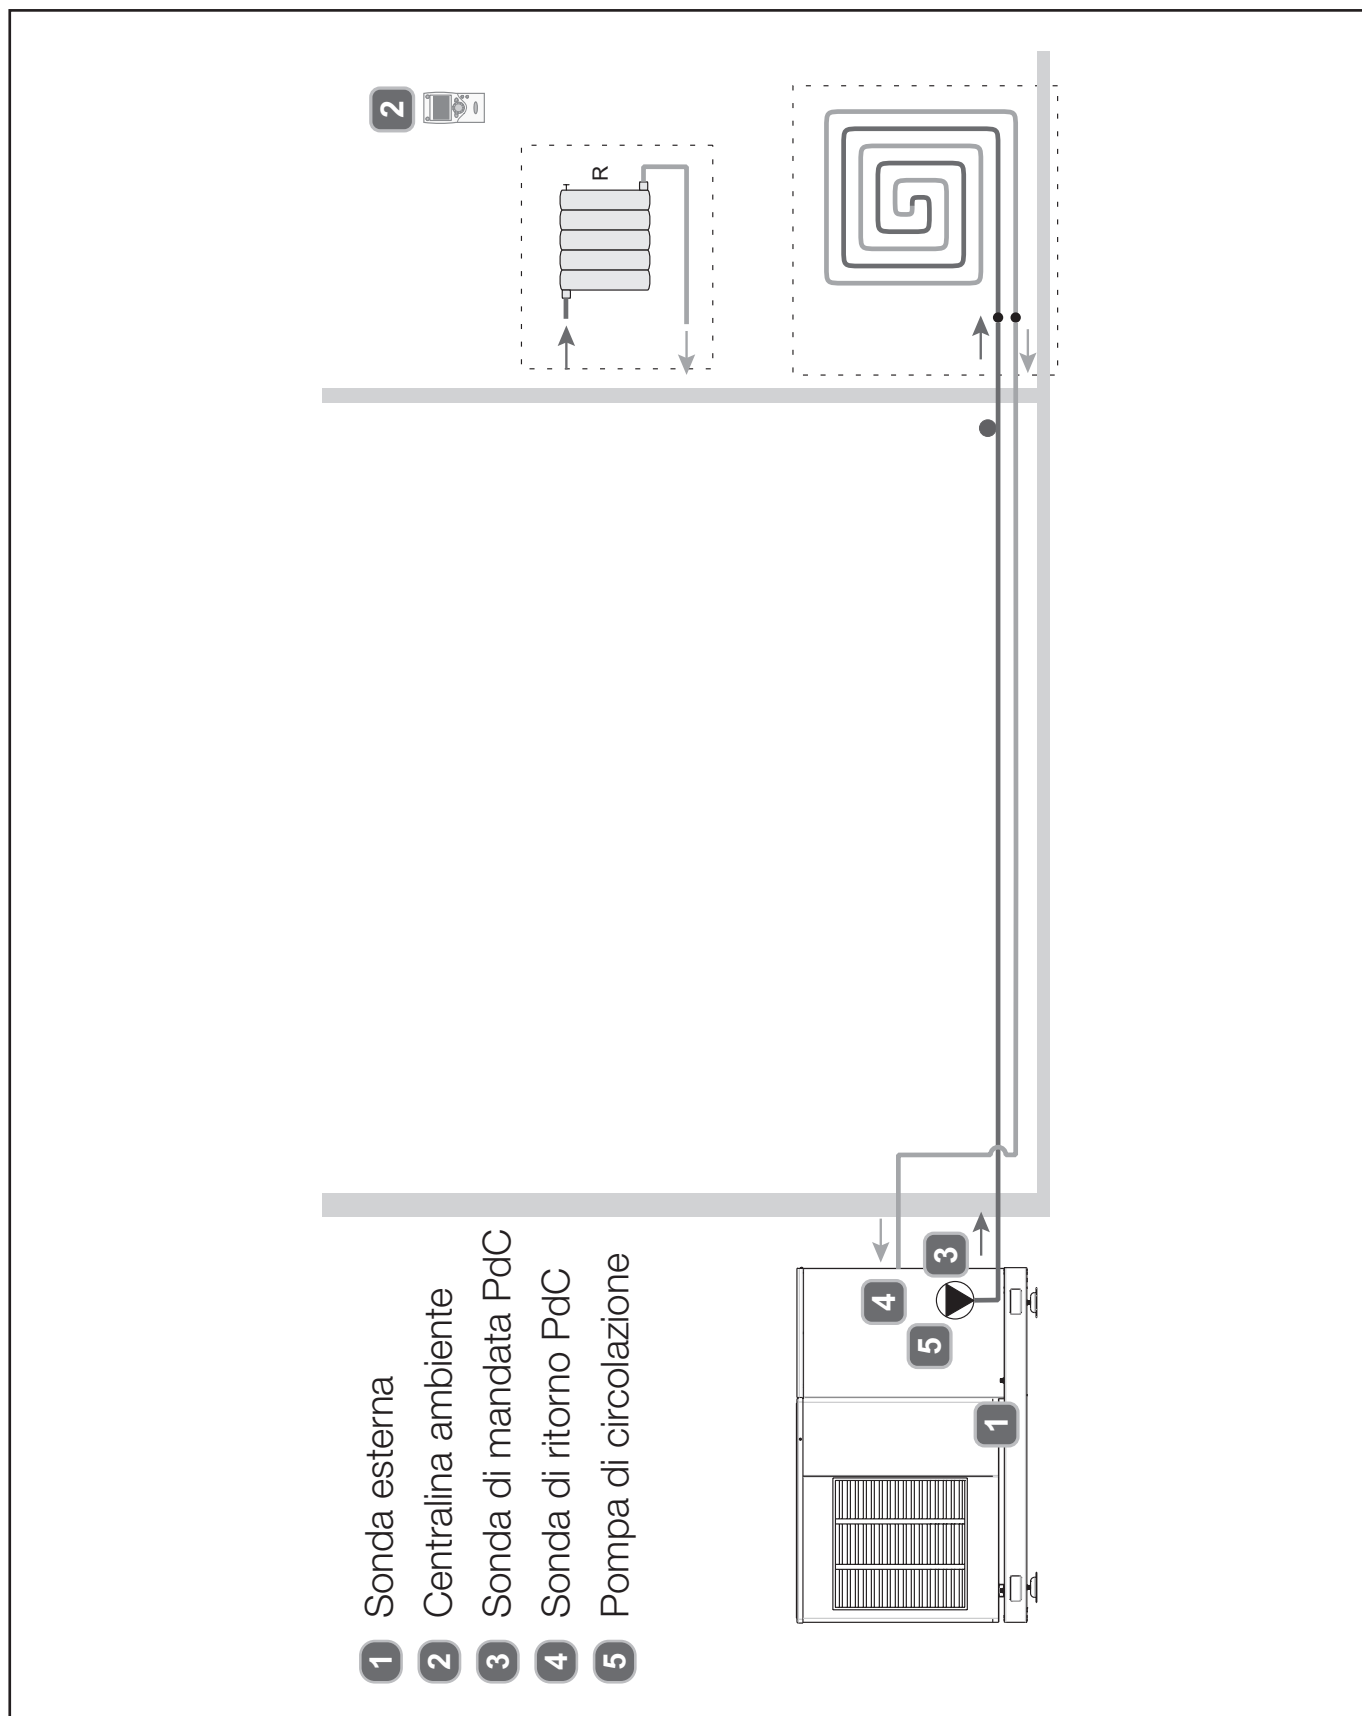 1 Sonda esterna
2 Centralina ambiente
3 Sonda di mandata PdC
4 Sonda di ritorno PdC
5 Pompa di circolazione
1
5
4
3
2
R